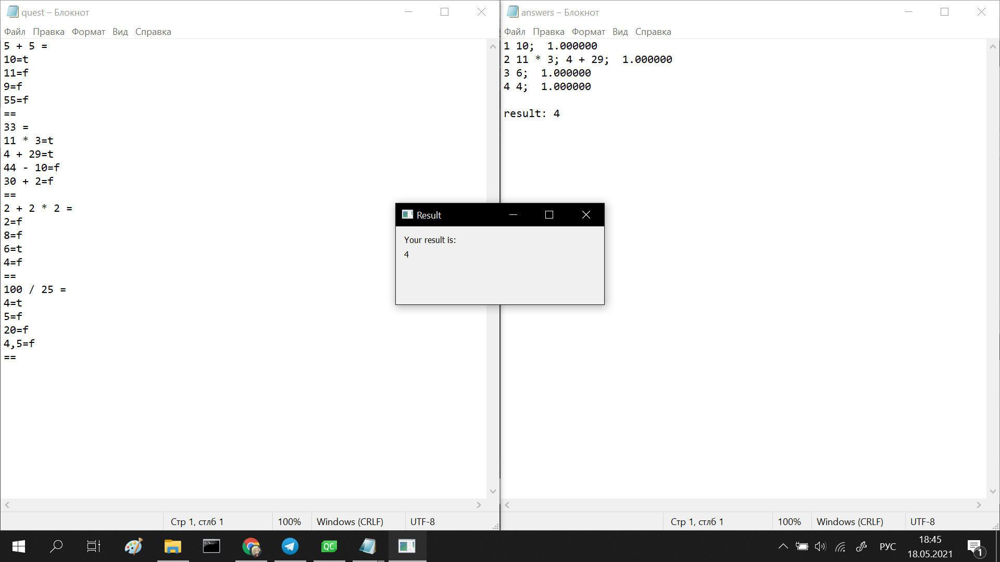 quest – Блокнот
Файл Правка Формат Вид Справка
5 + 5 =
10=t
11=f
9=f
55=f
==
33 =
11 * 3=t
4 + 29=t
44 - 10=f
30 + 2=f
==
2 + 2 * 2 =
2=f
8=f
6=t
4=f
==
100 / 25 =
4=t
5=f
20=f
4,5=f
==
Стр 1, стлб 1 100% Windows (CRLF) UTF-8
answers – Блокнот
Файл Правка Формат Вид Справка
1 10;  1.000000
2 11 * 3; 4 + 29;  1.000000
3 6;  1.000000
4 4;  1.000000
result: 4
Стр 1, стлб 1 100% Windows (CRLF) UTF-8
Result
Your result is:
4
QC
РУС
18:45
18.05.2021
1